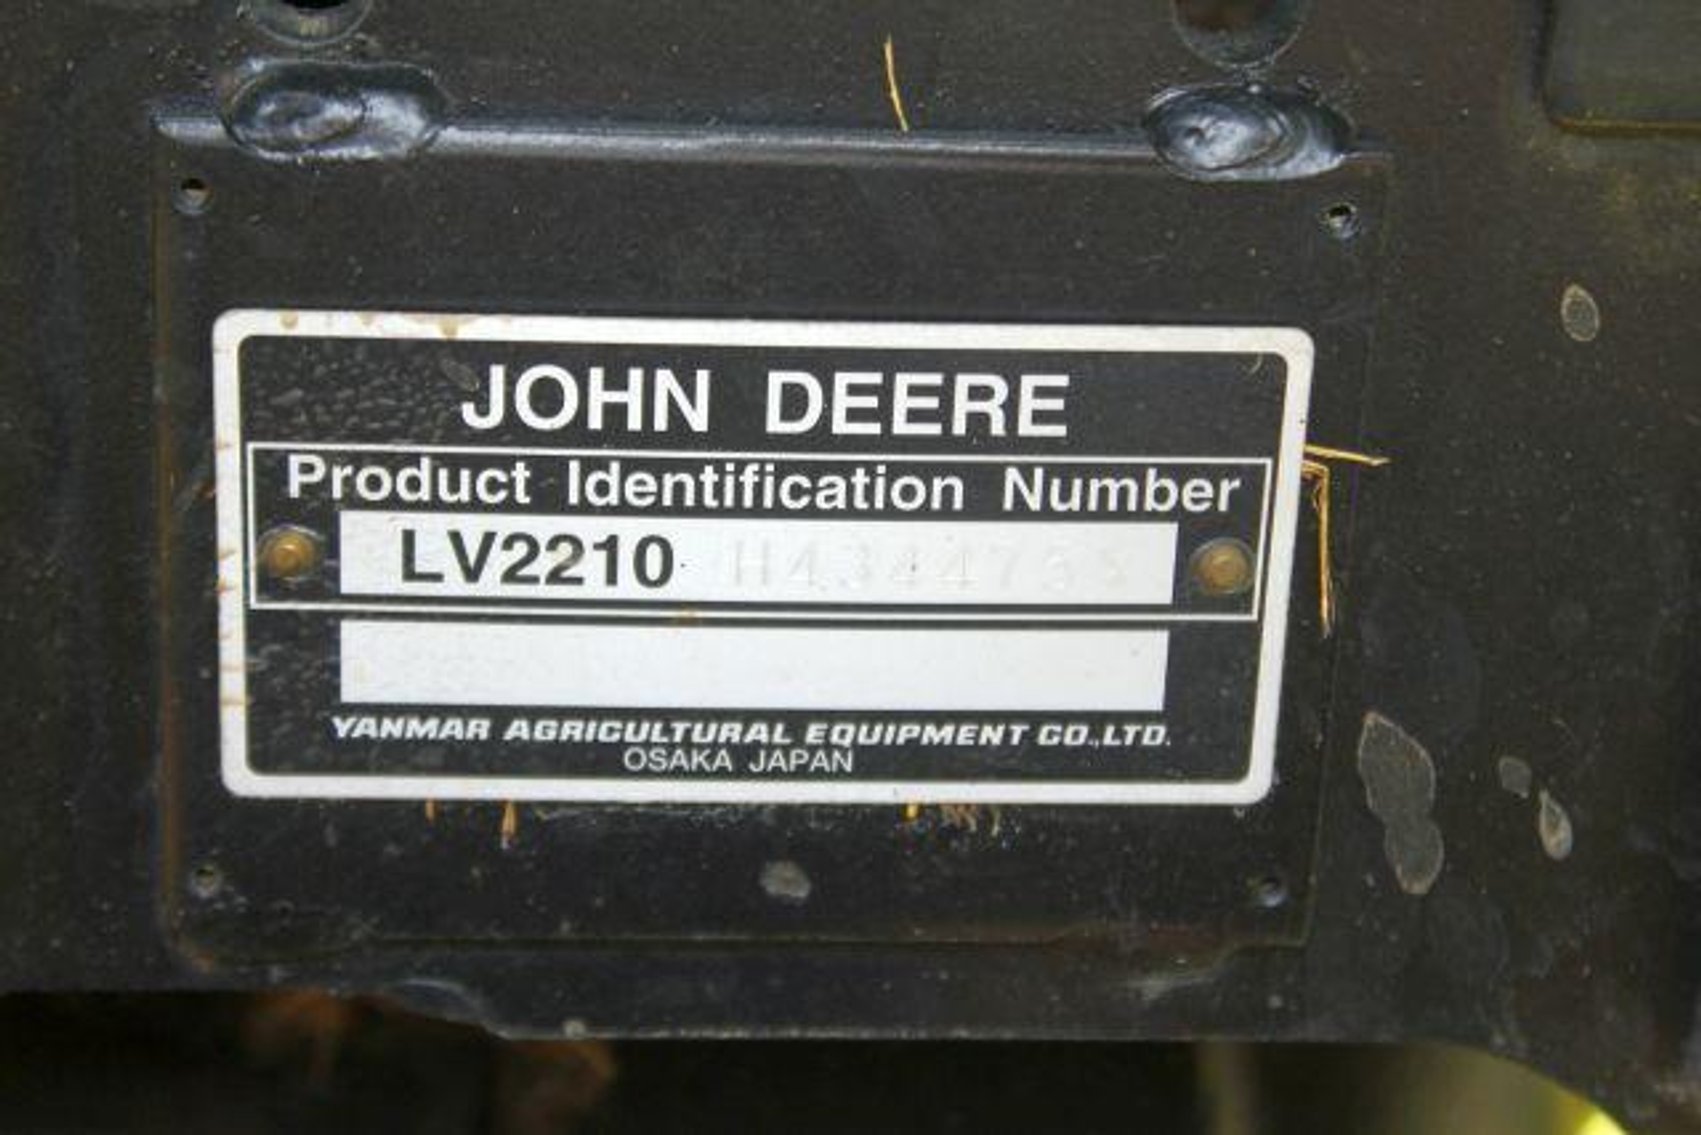 JOHN DEERE
Product Identification Number
LV2210
YANMAR AGRICULTURAL EQUIPMENT CO.,LTD.
OSAKA JAPAN